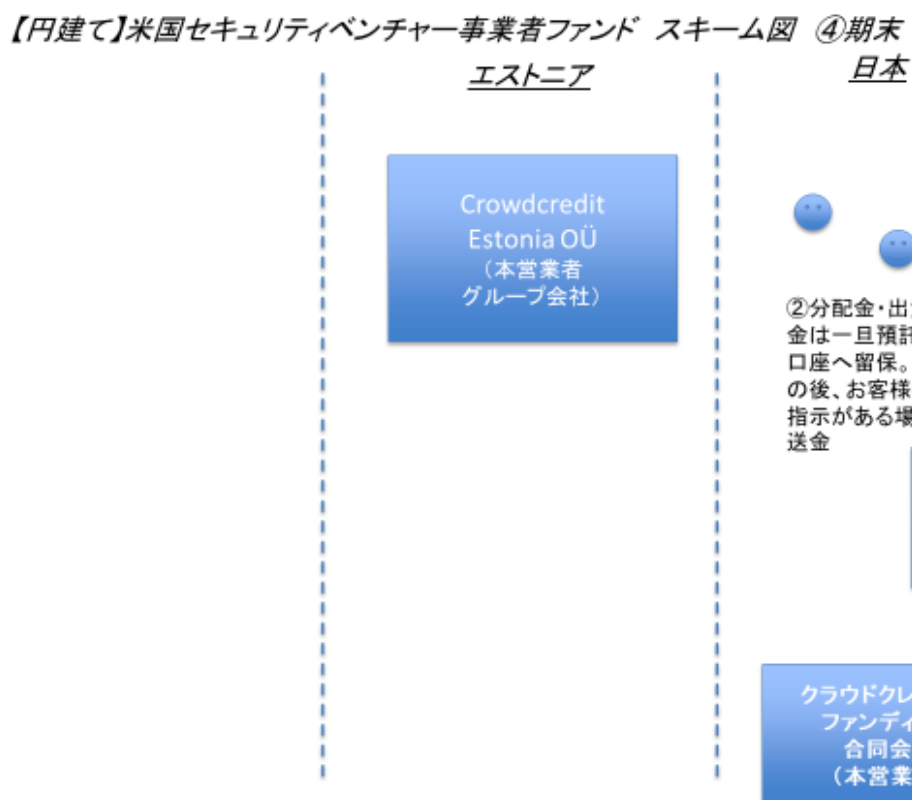 【円建て】米国セキュリティベンチャー事業者ファンド スキーム図 ④期末
エストニア
日本
Crowdcredit
Estonia OÜ
（本営業者
グループ会社）
②分配金・出
金は一旦預
口座へ留保。
の後、お客様
指示がある場
送金
クラウドクレ
ファンディ
合同会
（本営業